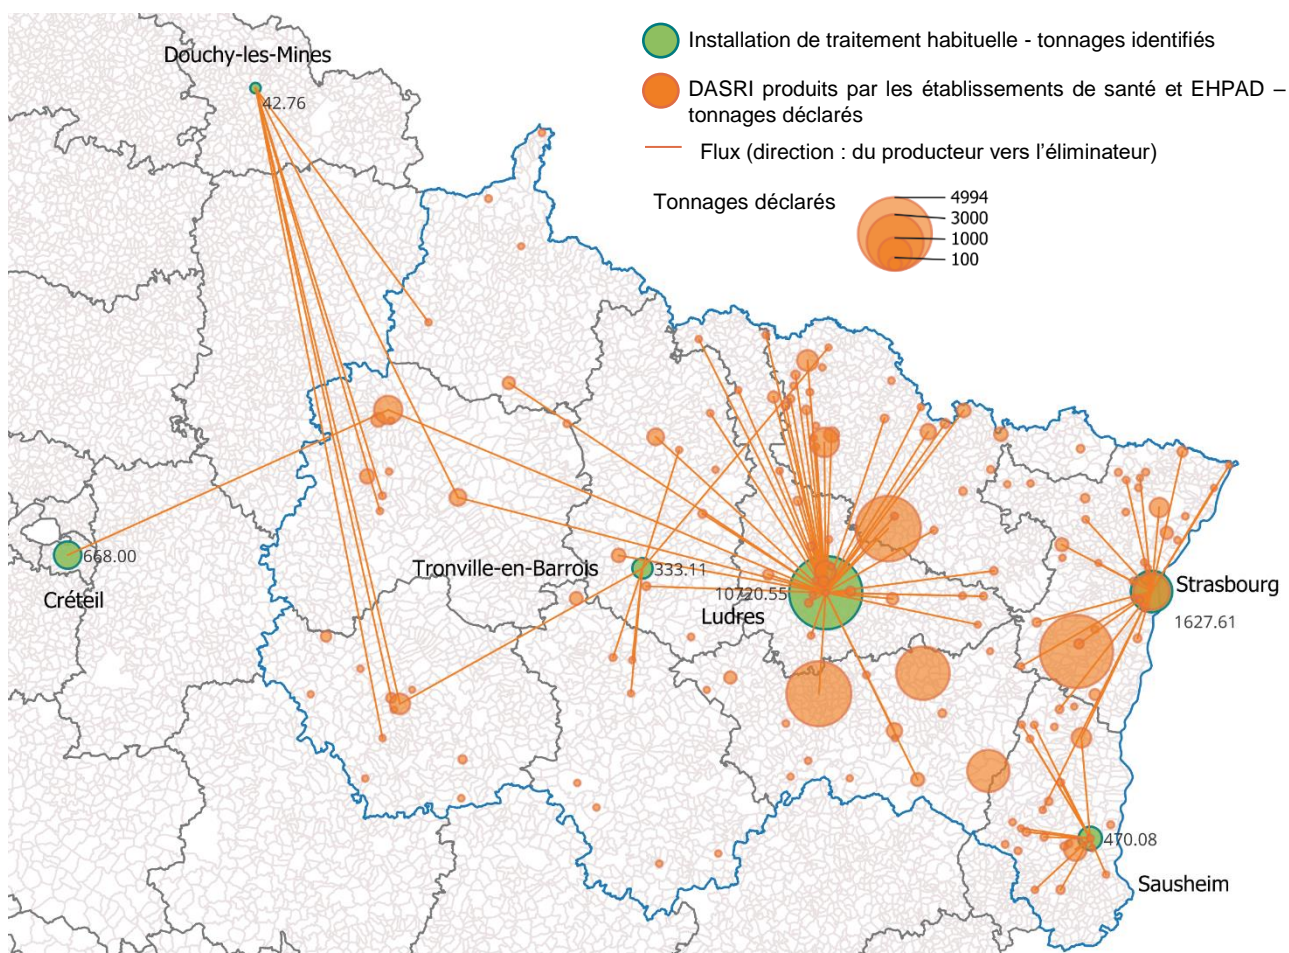 Douchy-les-Mines
42.76
Installation de traitement habituelle - tonnages identifiés
DASRI produits par les établissements de santé et EHPAD –
tonnages déclarés
Flux (direction : du producteur vers l’éliminateur)
Tonnages déclarés
4994
3000
1000
100
668.00
Créteil
Tronville-en-Barrois
333.11
10720.55
Ludres
Strasbourg
1627.61
470.08
Sausheim